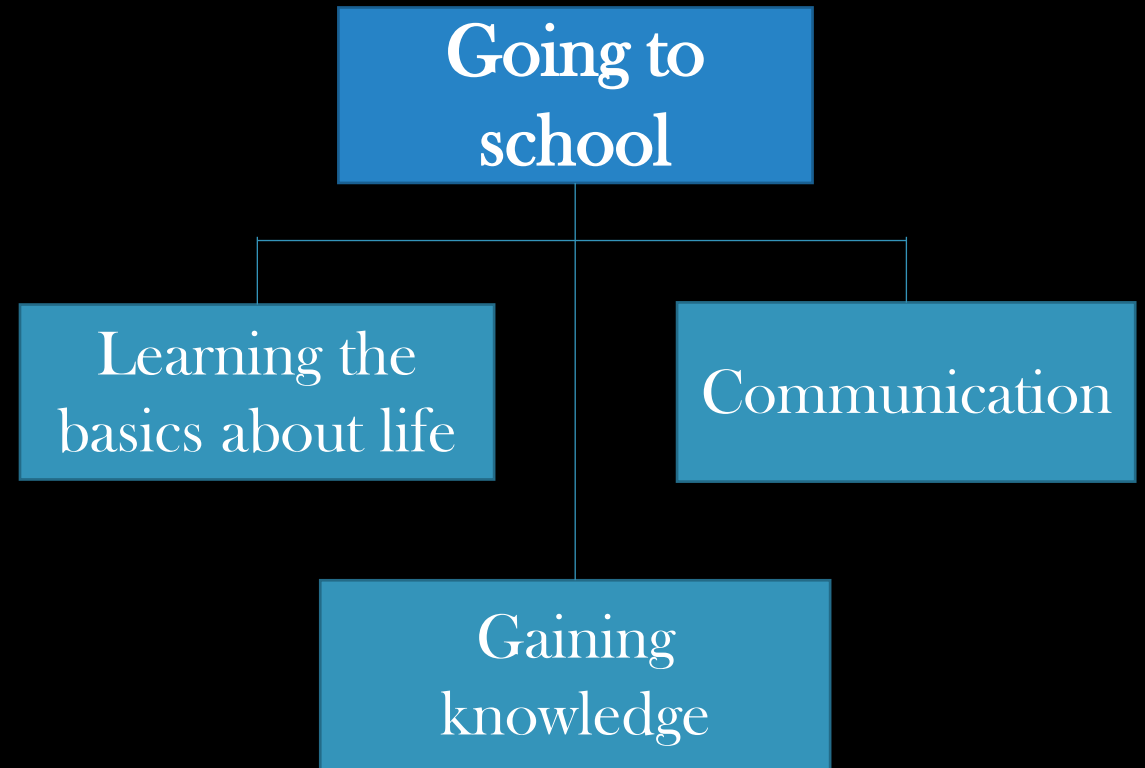 Going to
school
Learning the
basics about life
Communication
Gaining
knowledge